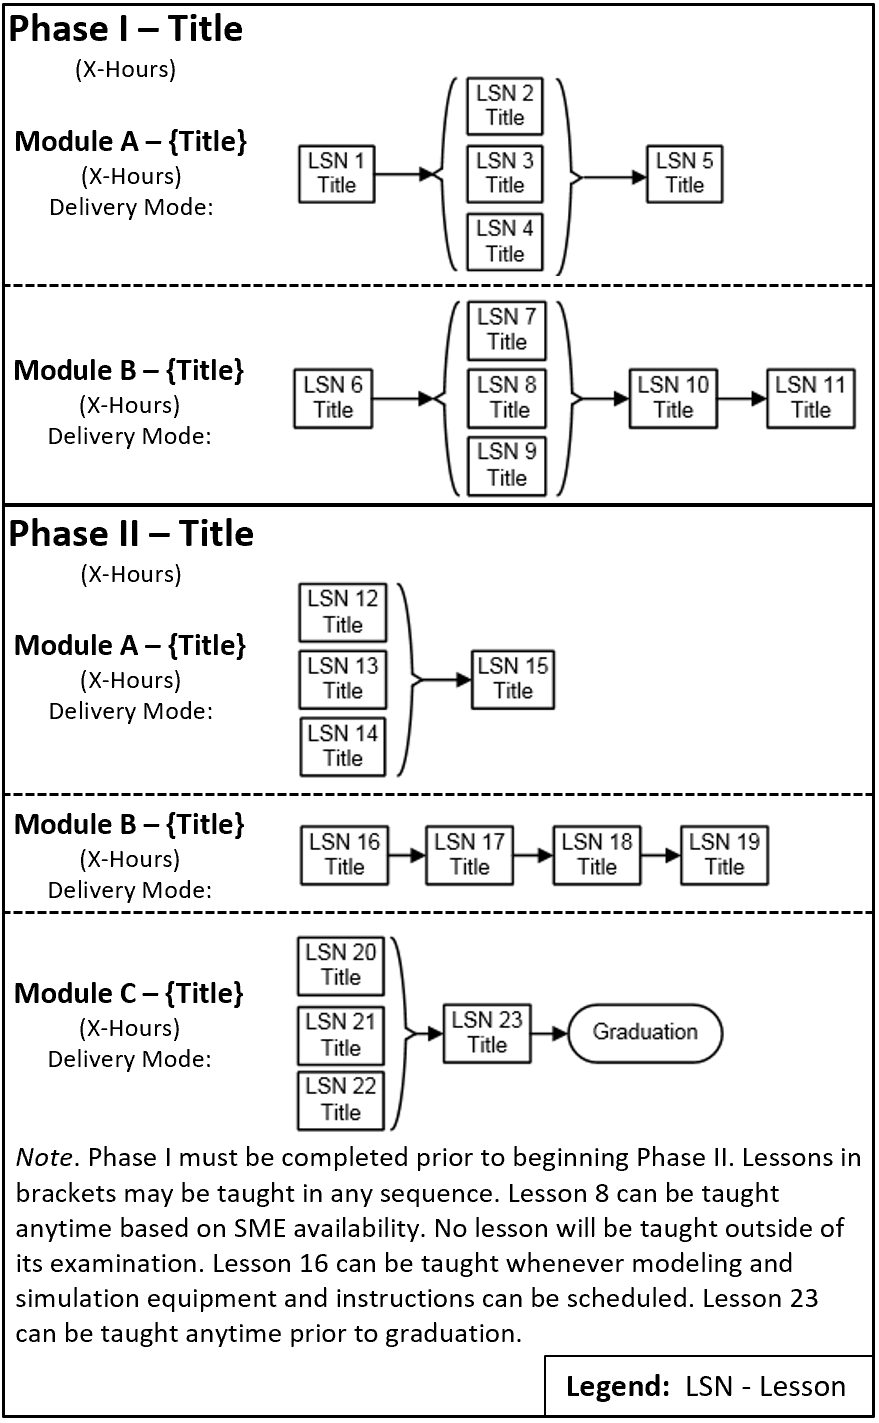 Phase I – Title
(X-Hours)
Module A – {Title}
(X-Hours)
Delivery Mode:
LSN 1
Title
LSN 2
Title
LSN 3
Title
LSN 4
Title
LSN 5
Title
Module B – {Title}
(X-Hours)
Delivery Mode:
LSN 6
Title
LSN 7
Title
LSN 8
Title
LSN 9
Title
LSN 10
Title
LSN 11
Title
Phase II – Title
(X-Hours)
Module A – {Title}
(X-Hours)
Delivery Mode:
LSN 12
Title
LSN 13
Title
LSN 14
Title
LSN 15
Title
Module B – {Title}
(X-Hours)
Delivery Mode:
LSN 16
Title
LSN 17
Title
LSN 18
Title
LSN 19
Title
Module C – {Title}
(X-Hours)
Delivery Mode:
LSN 20
Title
LSN 21
Title
LSN 22
Title
LSN 23
Title
Graduation
Note. Phase I must be completed prior to beginning Phase II. Lessons in
brackets may be taught in any sequence. Lesson 8 can be taught
anytime based on SME availability. No lesson will be taught outside of
its examination. Lesson 16 can be taught whenever modeling and
simulation equipment and instructions can be scheduled. Lesson 23
can be taught anytime prior to graduation.
Legend: LSN - Lesson